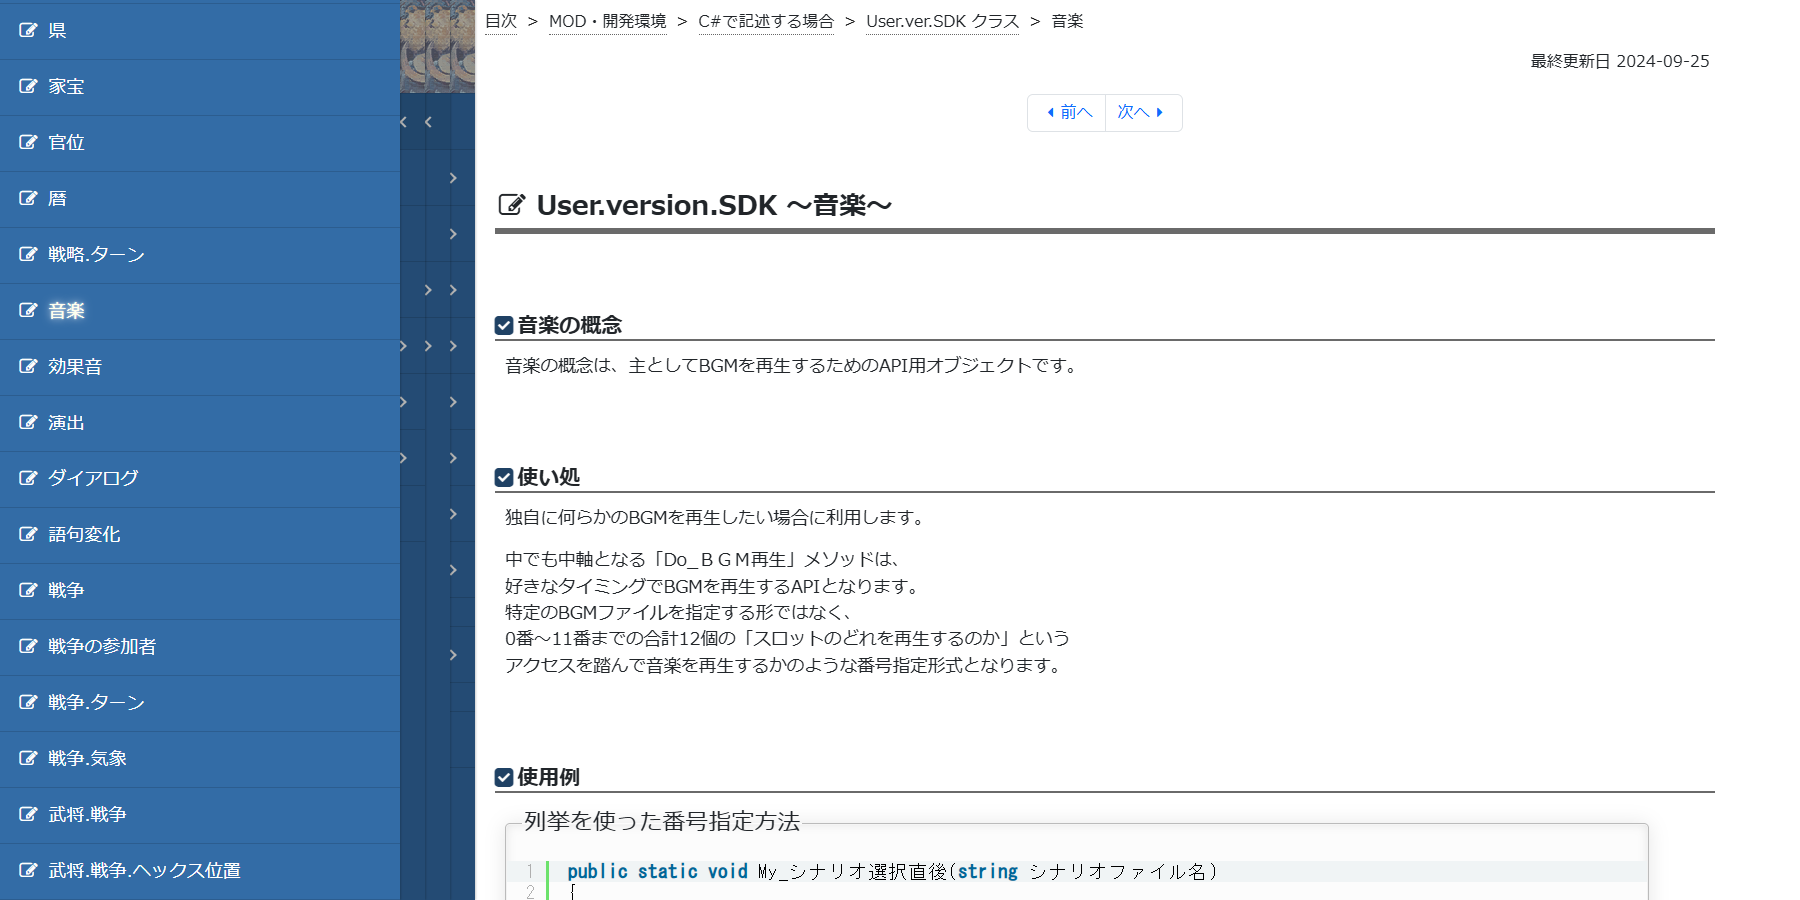 県
家宝
官位
暦
戦略.ターン
音楽
効果音
演出
ダイアログ
語句変化
戦争
戦争の参加者
戦争.ターン
戦争.気象
武将.戦争
武将.戦争.ヘックス位置
目次 > MOD・開発環境 > C#で記述する場合 > User.ver.SDK クラス > 音楽
最終更新日 2024-09-25
前へ 次へ
User.version.SDK ～音楽～
音楽の概念
音楽の概念は、主としてBGMを再生するためのAPI用オブジェクトです。
使い処
独自に何らかのBGMを再生したい場合に利用します。
中でも中軸となる「Do_ＢＧＭ再生」メソッドは、
好きなタイミングでBGMを再生するAPIとなります。
特定のBGMファイルを指定する形ではなく、
0番～11番までの合計12個の「スロットのどれを再生するのか」という
アクセスを踏んで音楽を再生するかのような番号指定形式となります。
使用例
列挙を使った番号指定方法
1 public static void My_シナリオ選択直後(string シナリオファイル名)
2 {